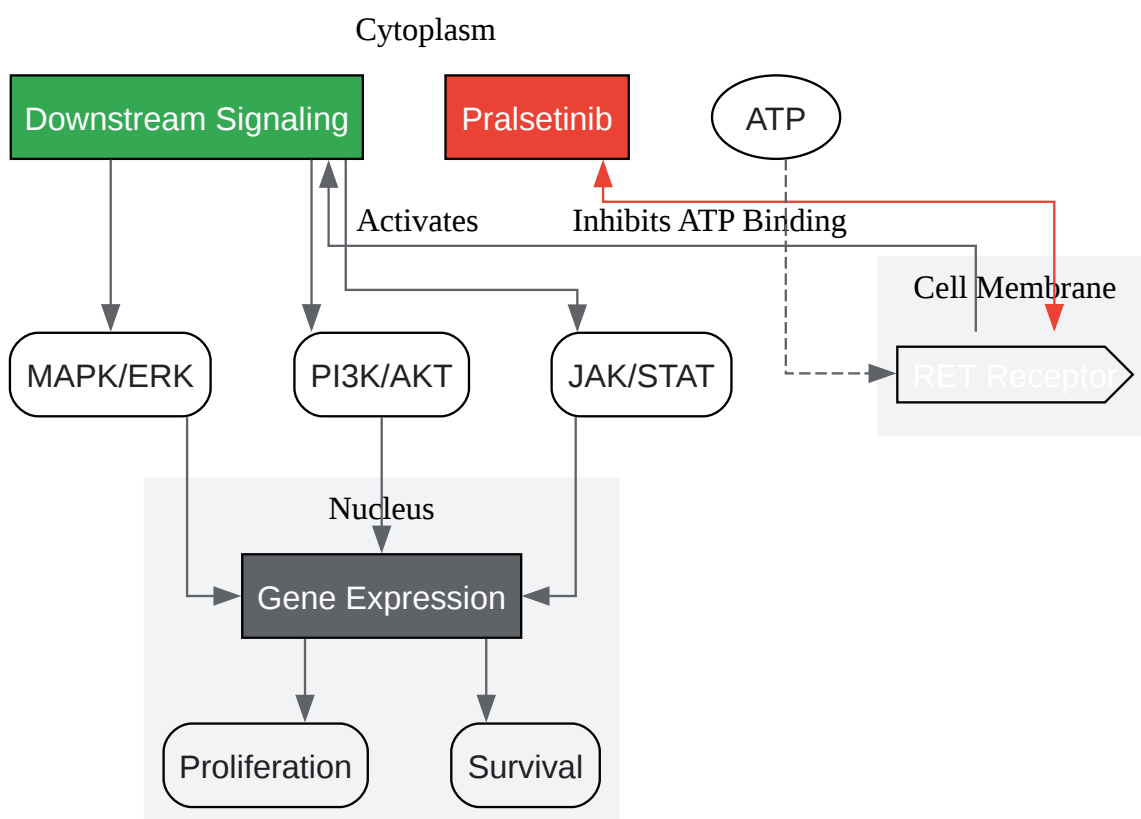 Cytoplasm
Downstream Signaling
Pralsetinib
ATP
Activates
Inhibits ATP Binding
Cell Membrane
MAPK/ERK
PI3K/AKT
JAK/STAT
RET Receptor
Nucleus
Gene Expression
Proliferation
Survival